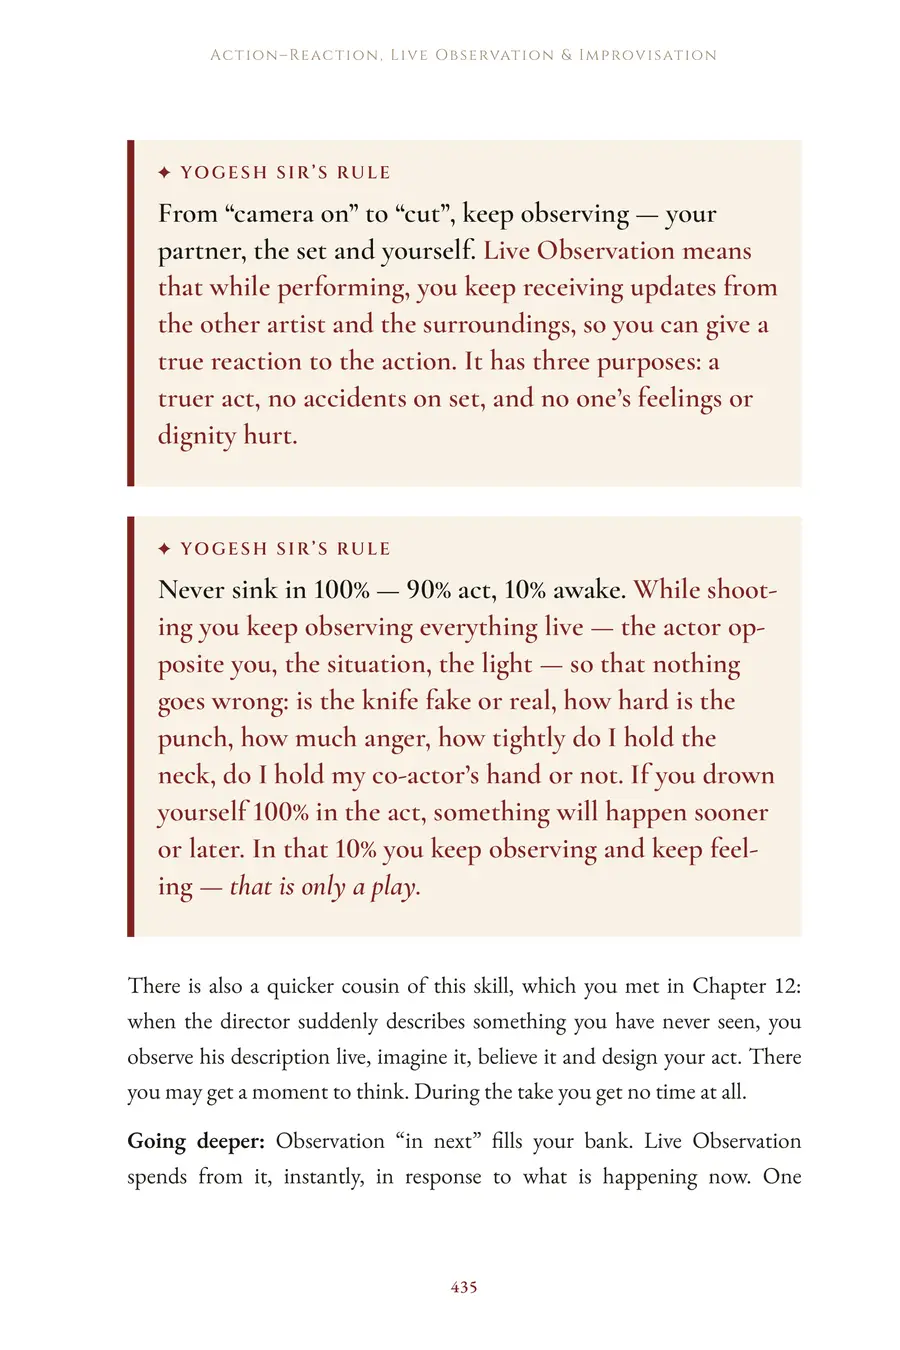 Action–Reaction, Live Observation & Improvisation
✦ YOGESH SIR’S RULE
From “camera on” to “cut”, keep observing — your
partner, the set and yourself. Live Observation means
that while performing, you keep receiving updates from
the other artist and the surroundings, so you can give a
true reaction to the action. It has three purposes: a
truer act, no accidents on set, and no one’s feelings or
dignity hurt.
✦ YOGESH SIR’S RULE
Never sink in 100% — 90% act, 10% awake. While shoot-
ing you keep observing everything live — the actor op-
posite you, the situation, the light — so that nothing
goes wrong: is the knife fake or real, how hard is the
punch, how much anger, how tightly do I hold the
neck, do I hold my co-actor’s hand or not. If you drown
yourself 100% in the act, something will happen sooner
or later. In that 10% you keep observing and keep feel-
ing — that is only a play.
There is also a quicker cousin of this skill, which you met in Chapter 12:
when the director suddenly describes something you have never seen, you
observe his description live, imagine it, believe it and design your act. There
you may get a moment to think. During the take you get no time at all.
Going deeper: Observation “in next” fills your bank. Live Observation
spends from it, instantly, in response to what is happening now. One
435